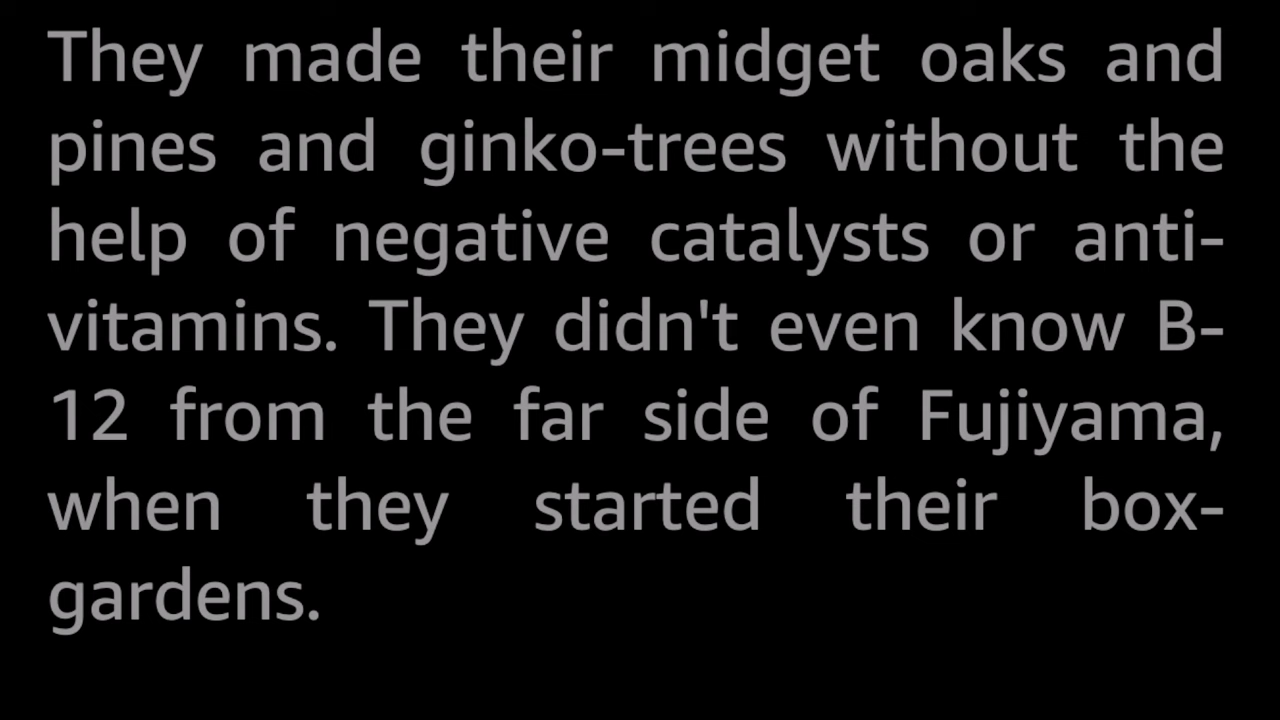 They made their midget oaks and
pines and ginko-trees without the
help of negative catalysts or anti-
vitamins. They didn't even know B-
12 from the far side of Fujiyama,
when they started their box-
gardens.